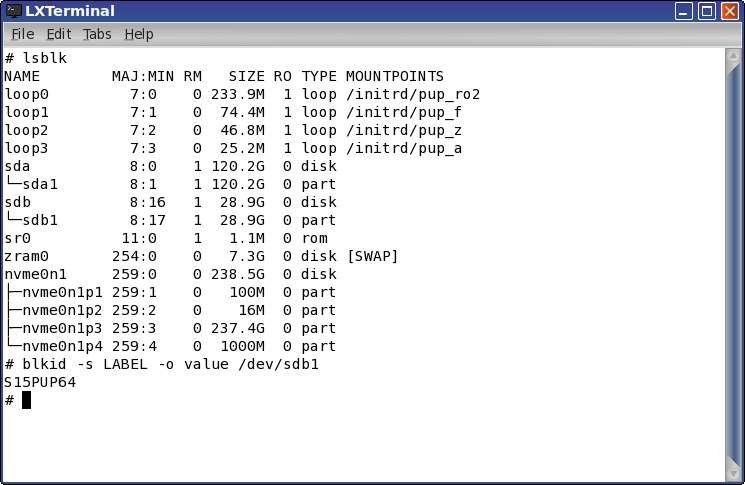 LXTerminal
File Edit Tabs Help
# lsblk
NAME        MAJ:MIN RM   SIZE RO TYPE MOUNTPOINTS
loop0         7:0    0 233.9M  1 loop /initrd/pup_ro2
loop1         7:1    0  74.4M  1 loop /initrd/pup_f
loop2         7:2    0  46.8M  1 loop /initrd/pup_z
loop3         7:3    0  25.2M  1 loop /initrd/pup_a
sda           8:0    1 120.2G  0 disk
└─sda1        8:1    1 120.2G  0 part
sdb           8:16   1  28.9G  0 disk
└─sdb1        8:17   1  28.9G  0 part
sr0          11:0    1   1.1M  0 rom
zram0       254:0    0   7.3G  0 disk [SWAP]
nvme0n1     259:0    0 238.5G  0 disk
├─nvme0n1p1 259:1    0   100M  0 part
├─nvme0n1p2 259:2    0    16M  0 part
├─nvme0n1p3 259:3    0 237.4G  0 part
└─nvme0n1p4 259:4    0  1000M  0 part
# blkid -s LABEL -o value /dev/sdb1
S15PUP64
#